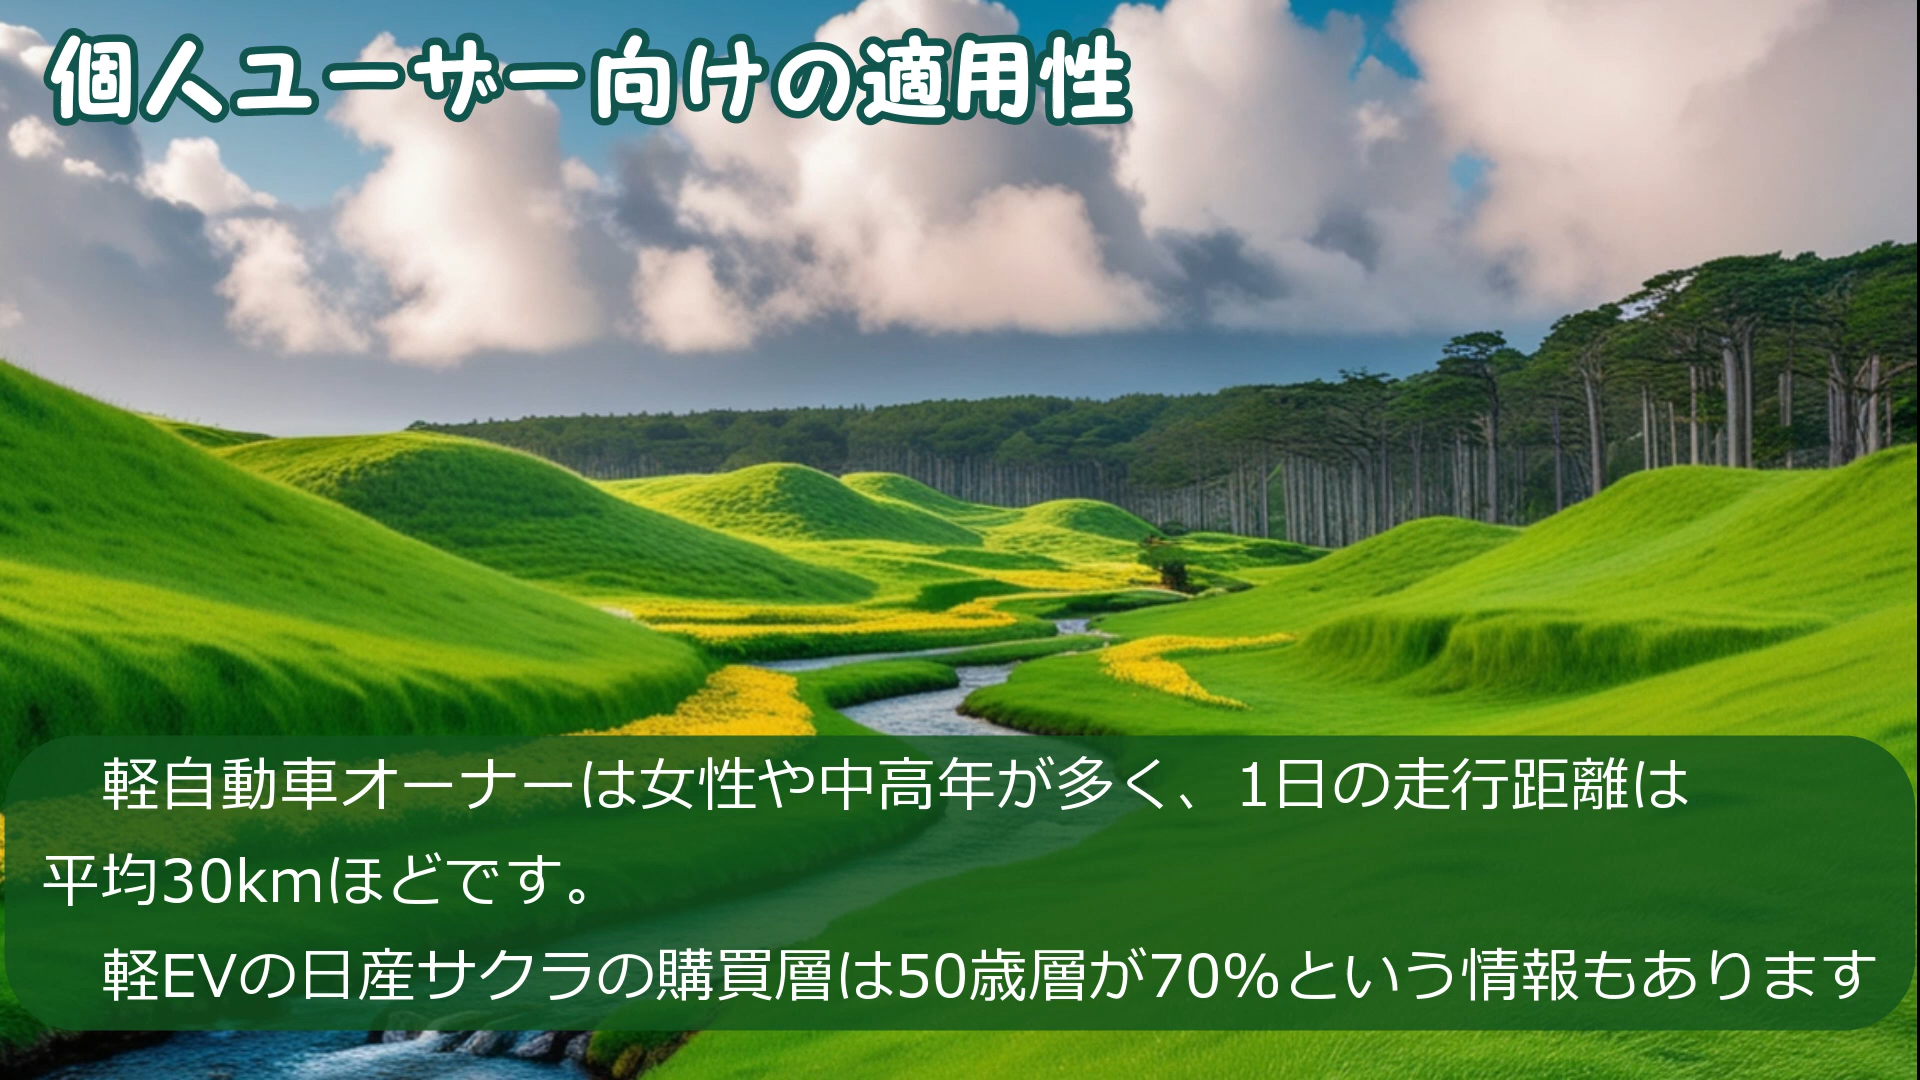 個人ユーザー向けの適用性
軽自動車オーナーは女性や中高年が多く、1日の走行距離は
平均30kmほどです。
軽EVの日産サクラの購買層は50歳層が70%という情報もあります